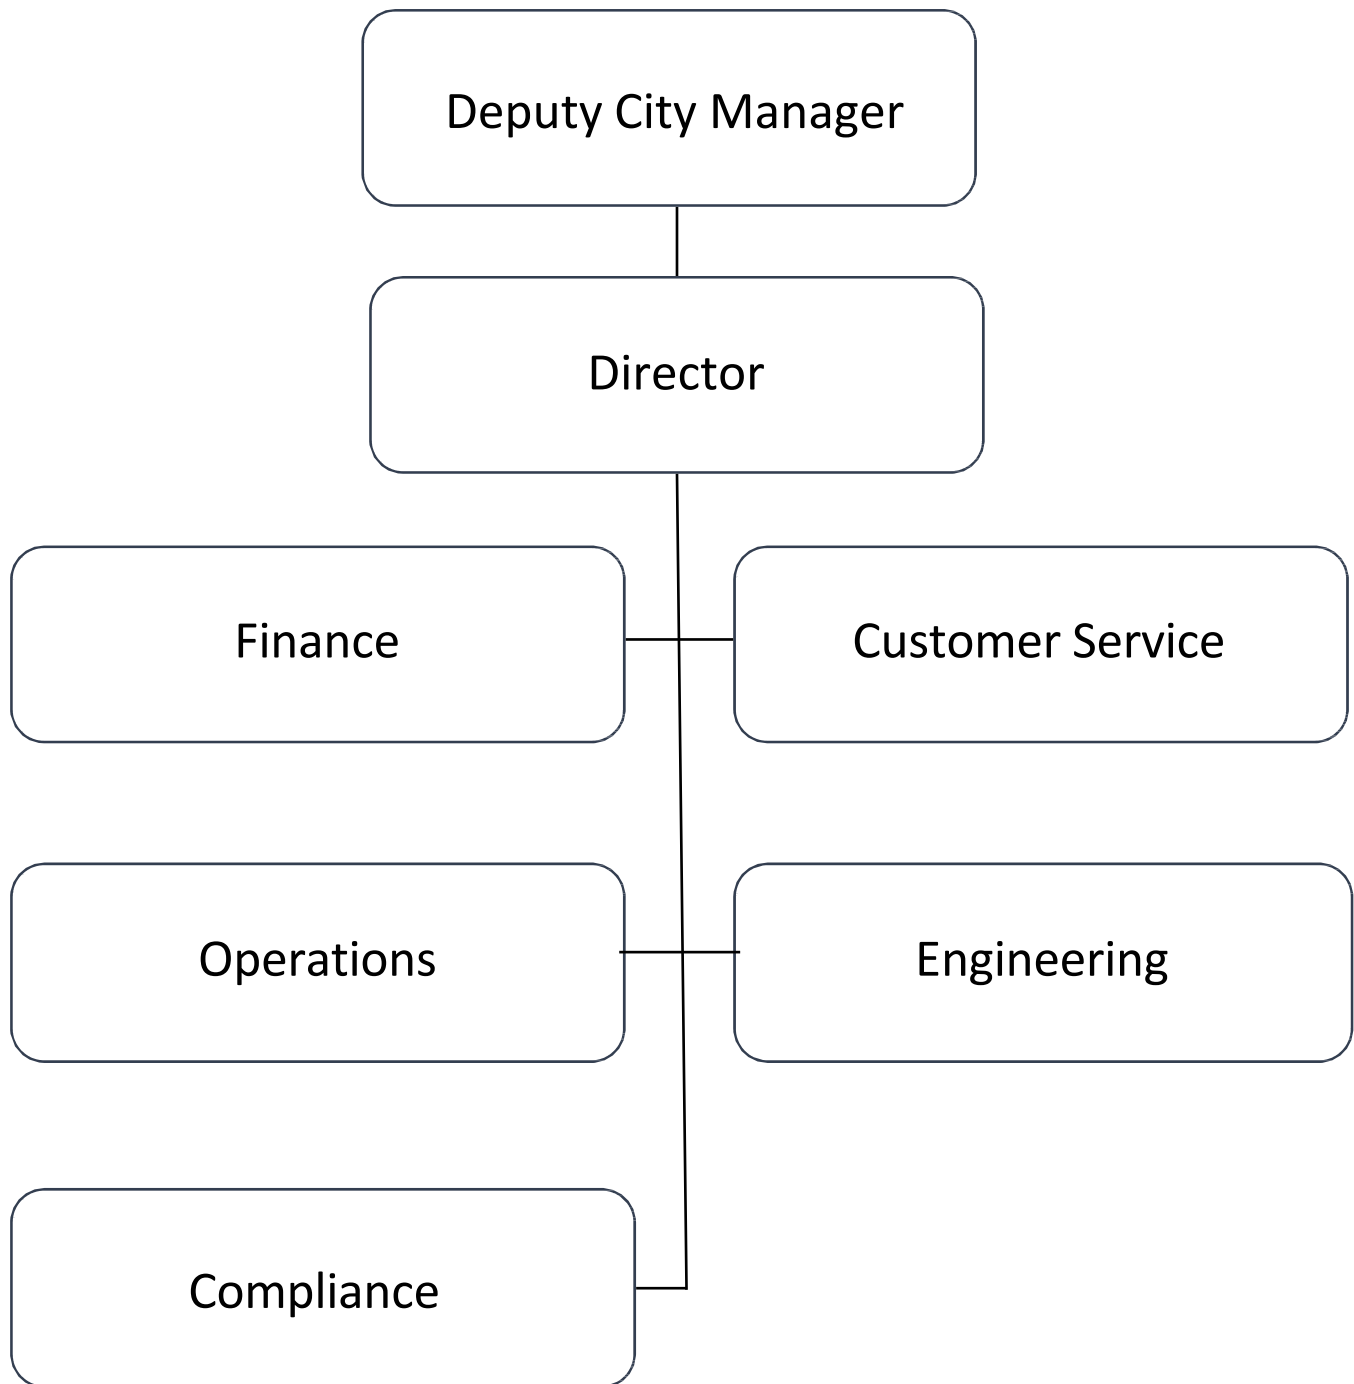 Deputy City Manager
Director
Finance
Customer Service
Operations
Engineering
Compliance